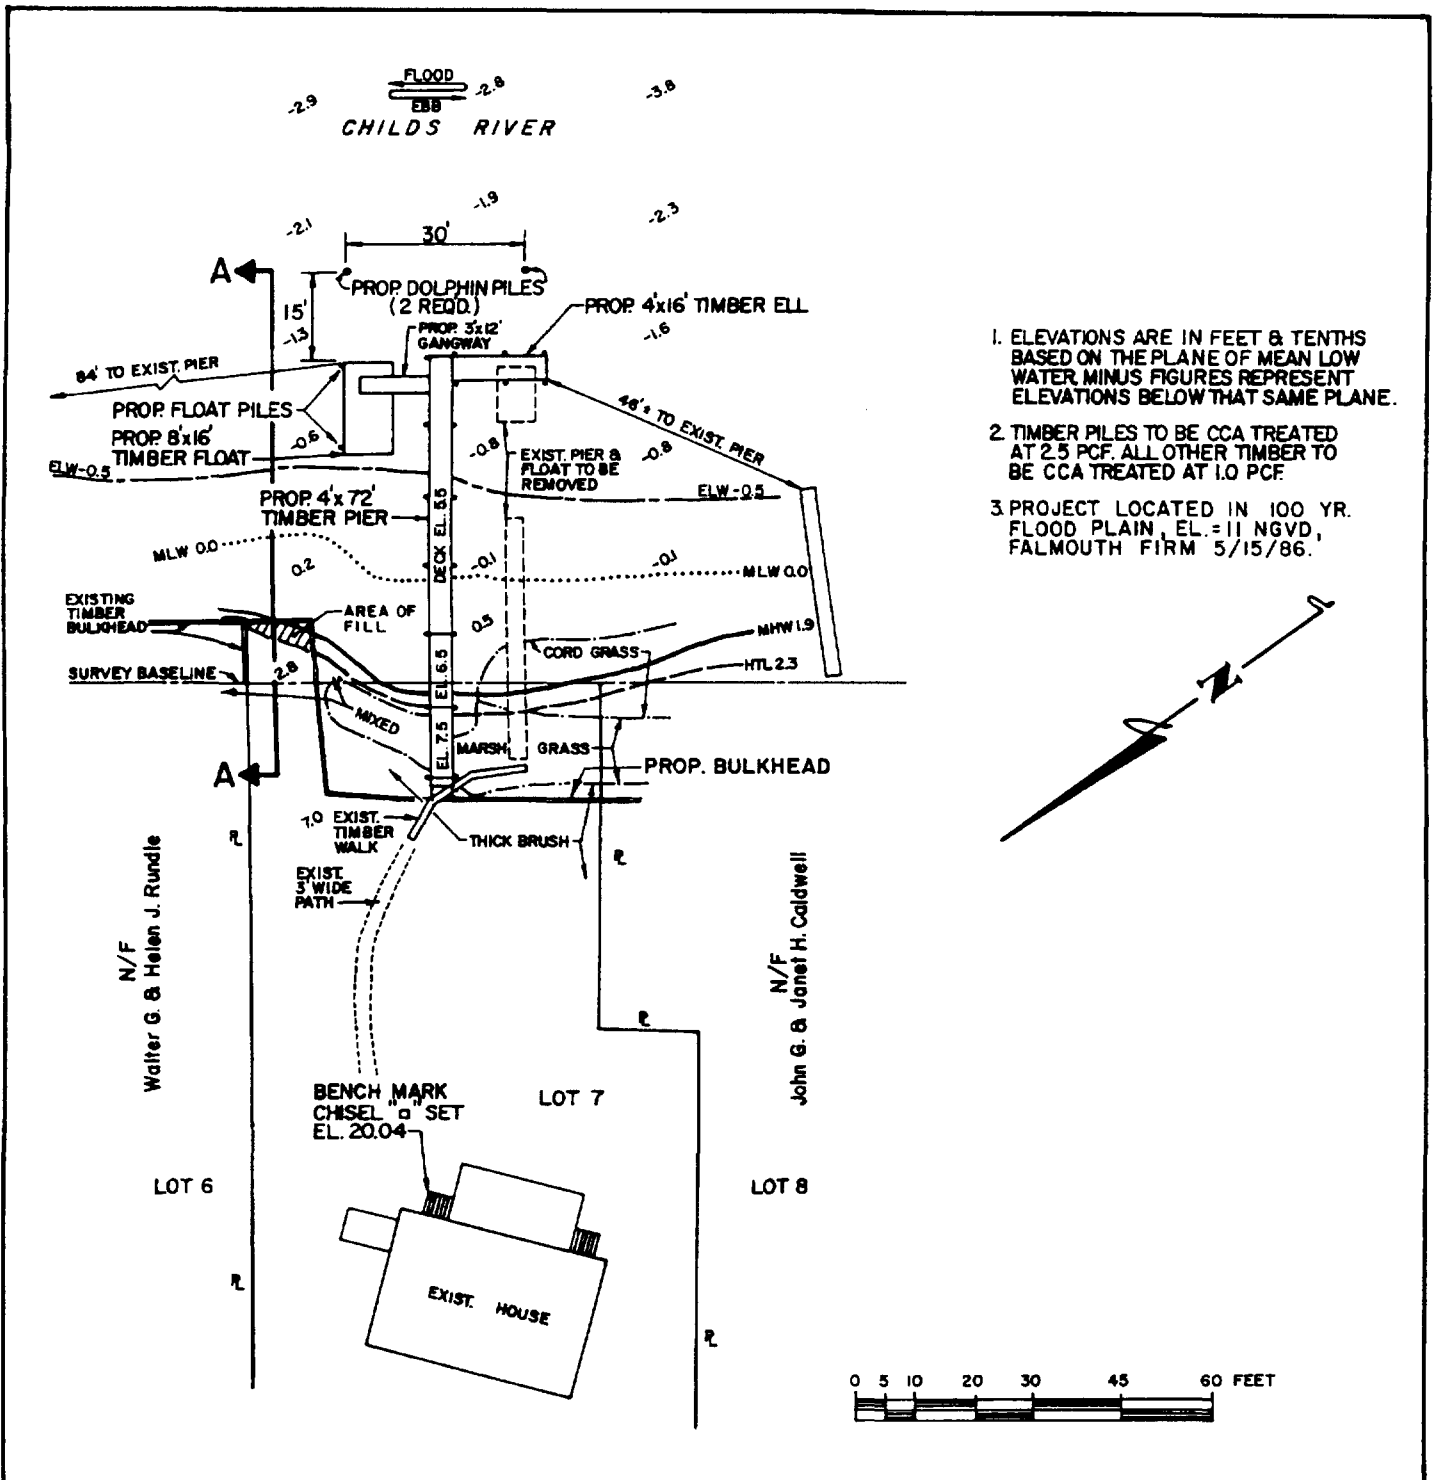 FLOOD
EBB
CHILDS RIVER
-2.9
-2.8
-3.8
-2.1
-1.9
-2.3
30'
A
PROP. DOLPHIN PILES
(2 REQ'D.)
15'
-1.3
PROP. 3'x12'
GANGWAY
PROP. 4'x16' TIMBER ELL
-1.6
84' TO EXIST. PIER
PROP. FLOAT PILES
PROP. 8'x16'
TIMBER FLOAT
-0.6
46'± TO EXIST. PIER
-0.8
-0.8
EXIST. PIER &
FLOAT TO BE
REMOVED
ELW-0.5
ELW-0.5
PROP. 4'x72'
TIMBER PIER
DECK EL. 5.5
MLW 0.0
0.2
-0.1
-0.1
MLW 0.0
EXISTING
TIMBER
BULKHEAD
AREA OF
FILL
0.5
MHW 1.9
CORD GRASS
HTL 2.3
SURVEY BASELINE
2.8
EL. 6.5
MIXED
EL. 7.5
MARSH GRASS
A
PROP. BULKHEAD
7.0
EXIST.
TIMBER
WALK
THICK BRUSH
PL
PL
EXIST.
3' WIDE
PATH
N/F
Walter G. & Helen J. Rundle
N/F
John G. & Janet H. Caldwell
PL
BENCH MARK
CHISEL "□" SET
EL. 20.04
LOT 7
LOT 6
LOT 8
PL
EXIST. HOUSE
PL
1. ELEVATIONS ARE IN FEET & TENTHS
BASED ON THE PLANE OF MEAN LOW
WATER. MINUS FIGURES REPRESENT
ELEVATIONS BELOW THAT SAME PLANE.
2. TIMBER PILES TO BE CCA TREATED
AT 2.5 PCF. ALL OTHER TIMBER TO
BE CCA TREATED AT 1.0 PCF.
3. PROJECT LOCATED IN 100 YR.
FLOOD PLAIN, EL.=11 NGVD,
FALMOUTH FIRM 5/15/86.
N
0 5 10 20 30 45 60 FEET